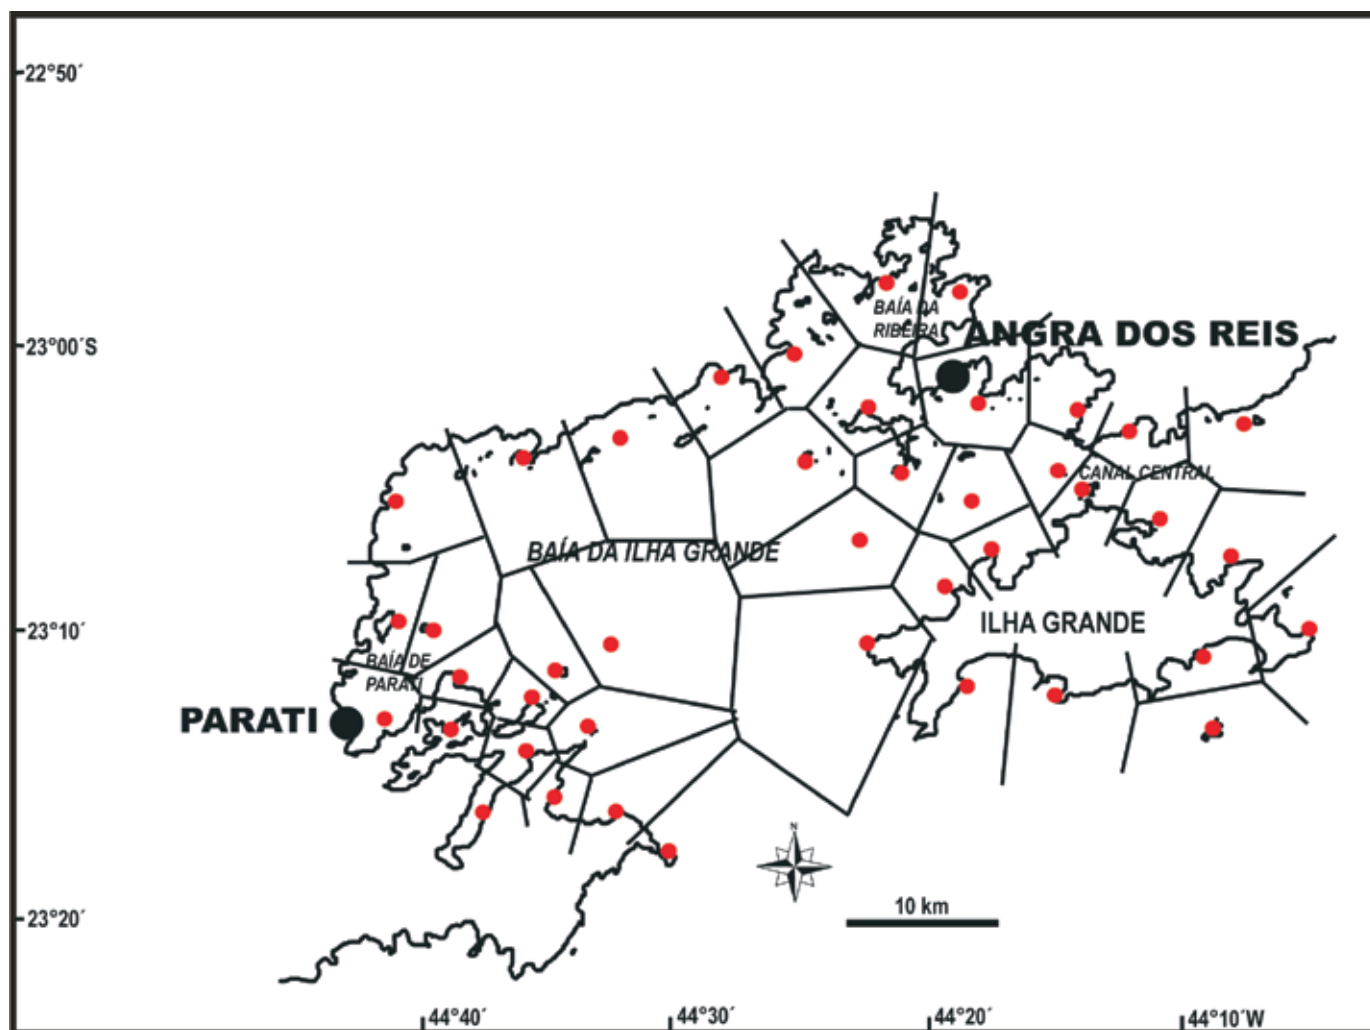 22°50´
BAÍA DA
RIBEIRA
ANGRA DOS REIS
23°00´S
CANAL CENTRAL
BAÍA DA ILHA GRANDE
ILHA GRANDE
23°10´
BAÍA DE
PARATI
PARATI
N
10 km
23°20´
44°40´
44°30´
44°20´
44°10´W